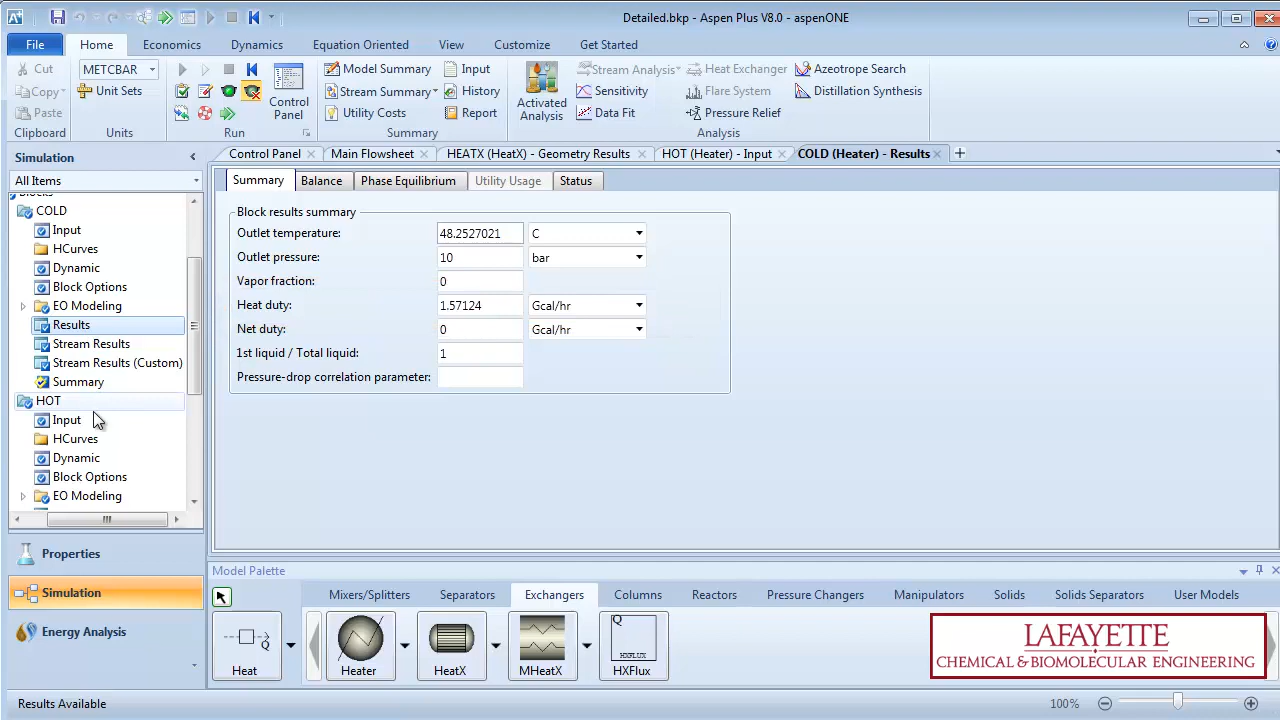 Detailed.bkp - Aspen Plus V8.0 - aspenONE
File Home Economics Dynamics Equation Oriented View Customize Get Started
Cut METCBAR Model Summary Input Stream Analysis Heat Exchanger Azeotrope Search
Copy Unit Sets Stream Summary History Sensitivity Flare System Distillation Synthesis
Paste Control Panel Utility Costs Report Activated Analysis Data Fit Pressure Relief
Clipboard Units Run Summary Analysis
Simulation Control Panel Main Flowsheet HEATX (HeatX) - Geometry Results HOT (Heater) - Input COLD (Heater) - Results
All Items Summary Balance Phase Equilibrium Utility Usage Status
Blocks
COLD
Input
HCurves
Dynamic
Block Options
EO Modeling
Results
Stream Results
Stream Results (Custom)
Summary
HOT
Input
HCurves
Dynamic
Block Options
EO Modeling
Block results summary
Outlet temperature: 48.2527021 C
Outlet pressure: 10 bar
Vapor fraction: 0
Heat duty: 1.57124 Gcal/hr
Net duty: 0 Gcal/hr
1st liquid / Total liquid: 1
Pressure-drop correlation parameter:
Properties
Simulation
Energy Analysis
Model Palette
Mixers/Splitters Separators Exchangers Columns Reactors Pressure Changers Manipulators Solids Solids Separators User Models
Q
Q
HXFLUX
Heat Heater HeatX MHeatX HXFlux
LAFAYETTE
CHEMICAL & BIOMOLECULAR ENGINEERING
Results Available 100%